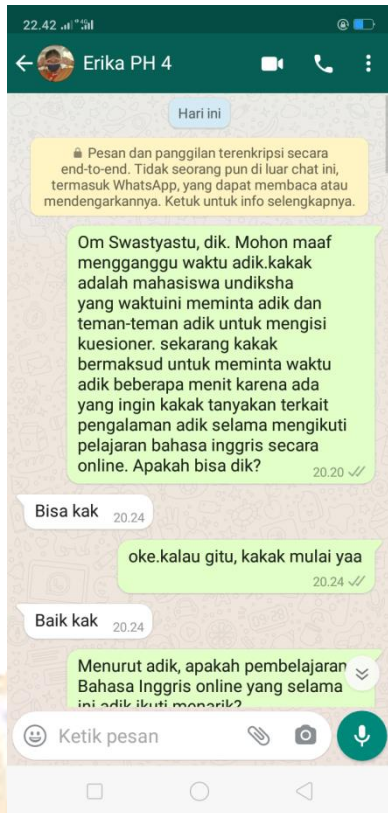 22.42
Erika PH 4
Hari ini
Pesan dan panggilan terenkripsi secara
end-to-end. Tidak seorang pun di luar chat ini,
termasuk WhatsApp, yang dapat membaca atau
mendengarkannya. Ketuk untuk info selengkapnya.
Om Swastyastu, dik. Mohon maaf
mengganggu waktu adik.kakak
adalah mahasiswa undiksha
yang waktuini meminta adik dan
teman-teman adik untuk mengisi
kuesioner. sekarang kakak
bermaksud untuk meminta waktu
adik beberapa menit karena ada
yang ingin kakak tanyakan terkait
pengalaman adik selama mengikuti
pelajaran bahasa inggris secara
online. Apakah bisa dik?
20.20
Bisa kak 20.24
oke.kalau gitu, kakak mulai yaa
20.24
Baik kak 20.24
Menurut adik, apakah pembelajaran
Bahasa Inggris online yang selama
ini adik ikuti menarik?
Ketik pesan